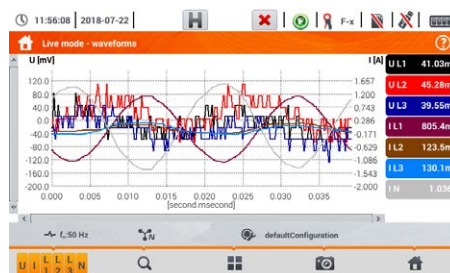 11:56:08 2018-07-22 H F-x
Live mode - waveforms ?
U [mV] I [A]
120.0 1.657
80.0 1.200
40.0 0.743
0.0 0.286
-40.0 0.171
-80.0 -0.629
-120.0 -1.086
-160.0 -1.543
-200.0 -2.000
0.000 0.005 0.010 0.015 0.020 0.025 0.030 0.035
[second.msecond]
U L1 41.03m
U L2 45.28m
U L3 39.55m
I L1 805.4m
I L2 123.5m
I L3 130.1m
I N 1.036
fₙ:50 Hz N defaultConfiguration
U I L1 L2 L3 N